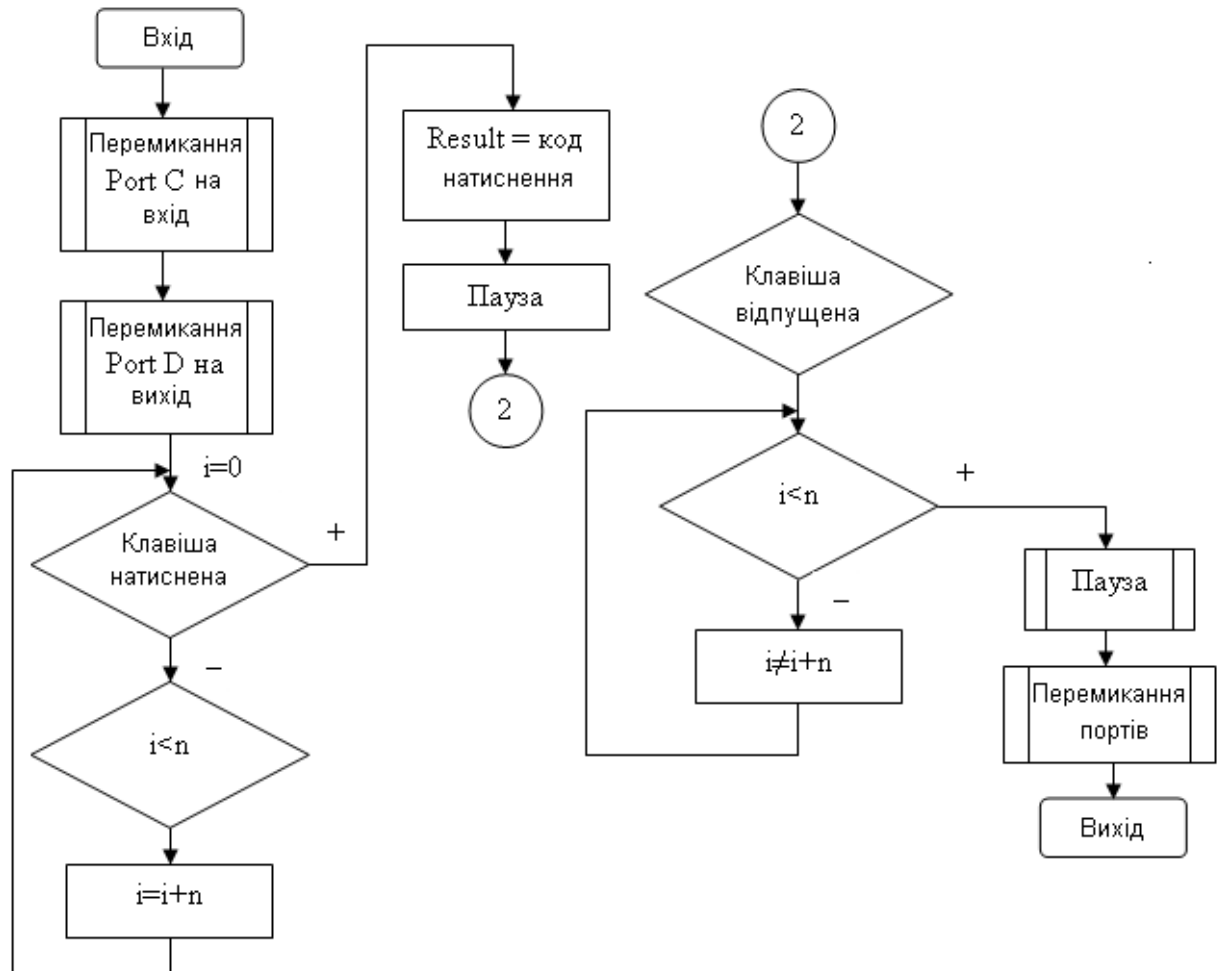 Вхід
Перемикання
Port C на
вхід
Перемикання
Port D на
вихід
i=0
Клавіша
натиснена
+
–
i<n
i=i+n
Result = код
натиснення
Пауза
2
2
Клавіша
відпущена
i<n
+
–
i≠i+n
Пауза
Перемикання
портів
Вихід